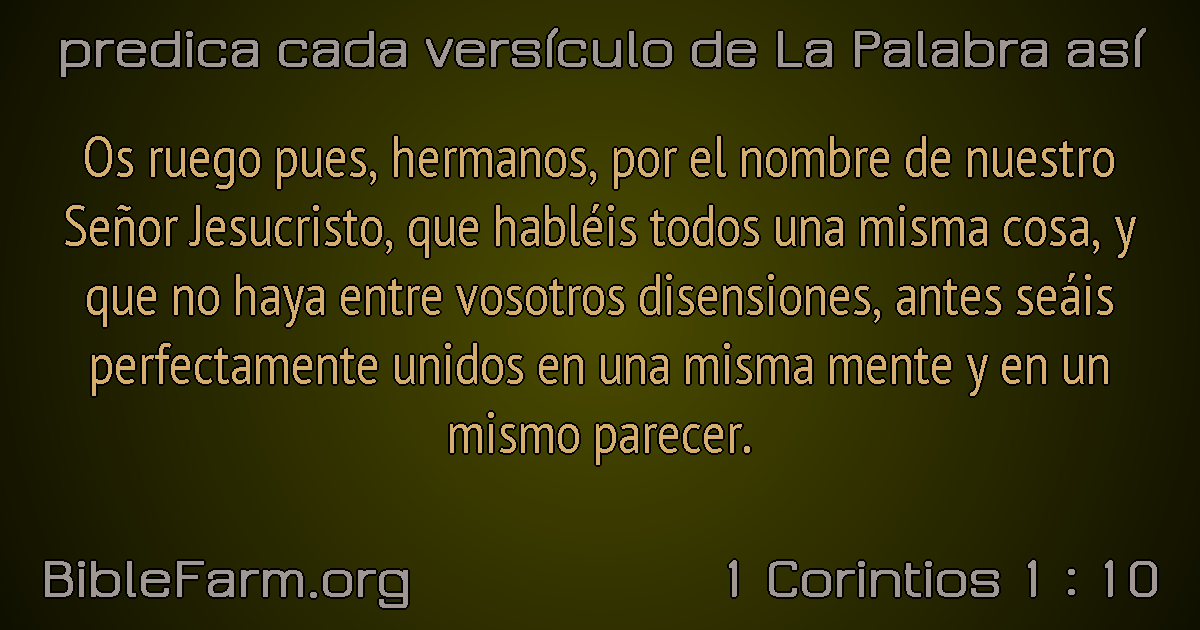 predica cada versículo de La Palabra así
Os ruego pues, hermanos, por el nombre de nuestro
Señor Jesucristo, que habléis todos una misma cosa, y
que no haya entre vosotros disensiones, antes seáis
perfectamente unidos en una misma mente y en un
mismo parecer.
BibleFarm.org
1 Corintios 1 : 10